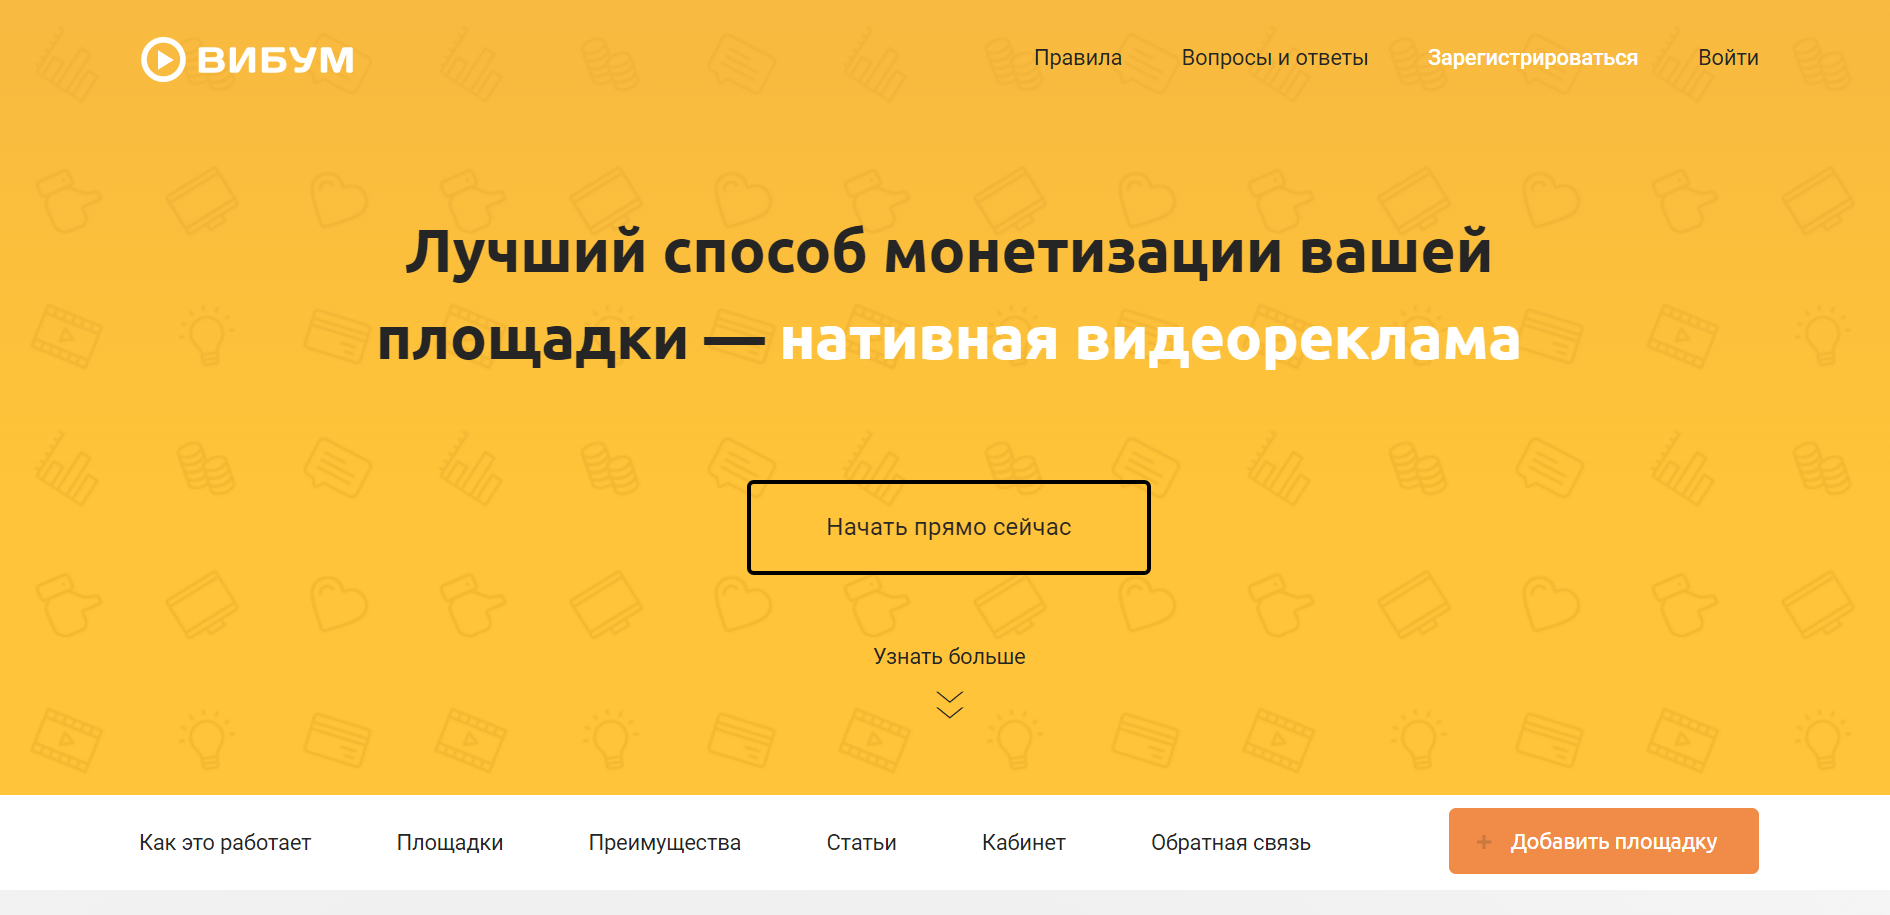 ВИБУМ
Правила
Вопросы и ответы
Зарегистрироваться
Войти
Лучший способ монетизации вашей
площадки — нативная видеореклама
Начать прямо сейчас
Узнать больше
Как это работает
Площадки
Преимущества
Статьи
Кабинет
Обратная связь
+ Добавить площадку